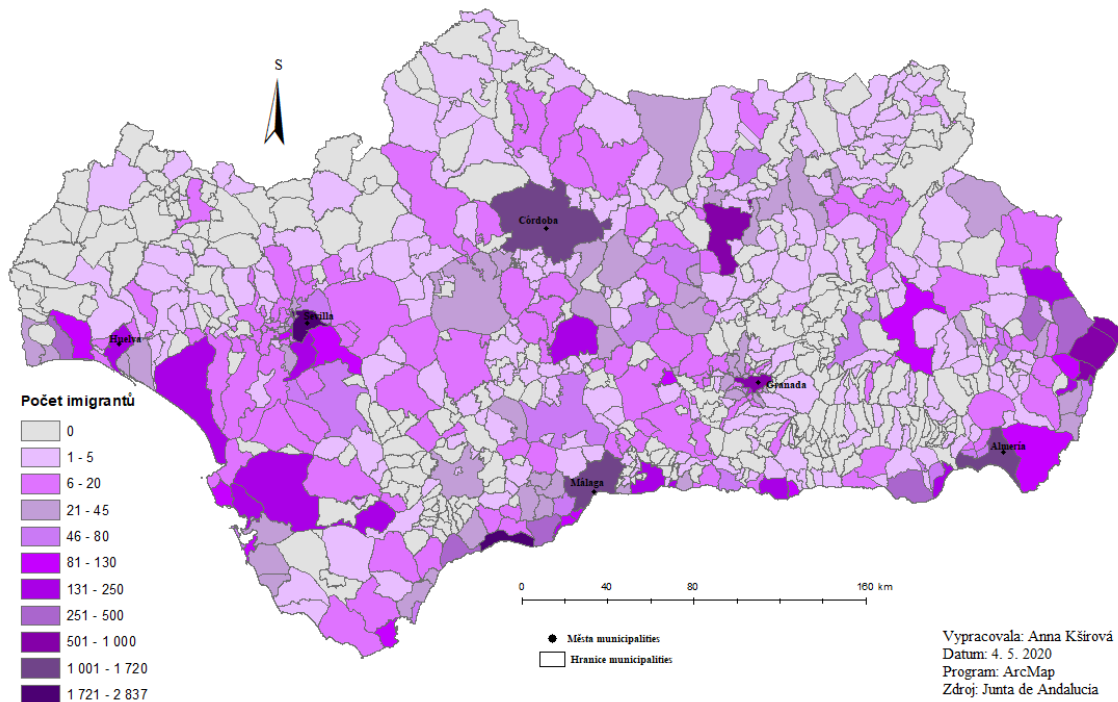 S
Córdoba
Sevilla
Huelva
Granada
Almería
Málaga
Počet imigrantů
0
1 - 5
6 - 20
21 - 45
46 - 80
81 - 130
131 - 250
251 - 500
501 - 1 000
1 001 - 1 720
1 721 - 2 837
0 40 80 160 km
Města municipalities
Hranice municipalities
Vypracovala: Anna Kširová
Datum: 4. 5. 2020
Program: ArcMap
Zdroj: Junta de Andalucia